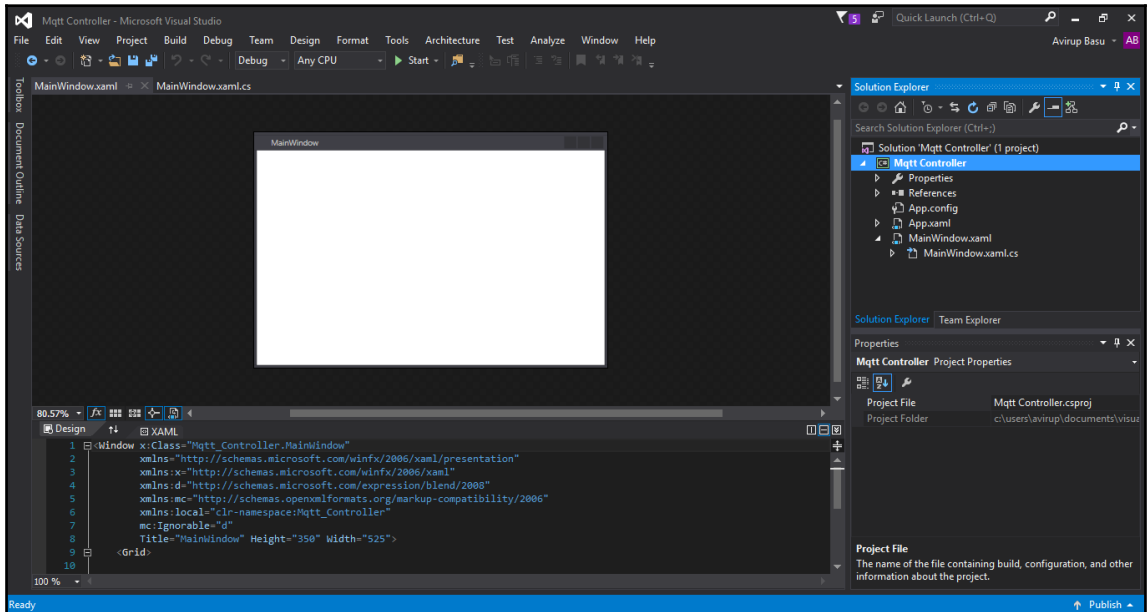 Mqtt Controller - Microsoft Visual Studio
5
Quick Launch (Ctrl+Q)
File Edit View Project Build Debug Team Design Format Tools Architecture Test Analyze Window Help
Avirup Basu AB
Debug Any CPU Start
Toolbox
Document Outline
Data Sources
MainWindow.xaml MainWindow.xaml.cs
MainWindow
80.57% fx
Design XAML
1 <Window x:Class="Mqtt_Controller.MainWindow"
2 xmlns="http://schemas.microsoft.com/winfx/2006/xaml/presentation"
3 xmlns:x="http://schemas.microsoft.com/winfx/2006/xaml"
4 xmlns:d="http://schemas.microsoft.com/expression/blend/2008"
5 xmlns:mc="http://schemas.openxmlformats.org/markup-compatibility/2006"
6 xmlns:local="clr-namespace:Mqtt_Controller"
7 mc:Ignorable="d"
8 Title="MainWindow" Height="350" Width="525">
9 <Grid>
10
100 %
Solution Explorer
Search Solution Explorer (Ctrl+;)
Solution 'Mqtt Controller' (1 project)
C# Mqtt Controller
Properties
References
App.config
App.xaml
MainWindow.xaml
MainWindow.xaml.cs
Solution Explorer Team Explorer
Properties
Mqtt Controller Project Properties
Project File Mqtt Controller.csproj
Project Folder c:\users\avirup\documents\visua
Project File
The name of the file containing build, configuration, and other
information about the project.
Ready
Publish